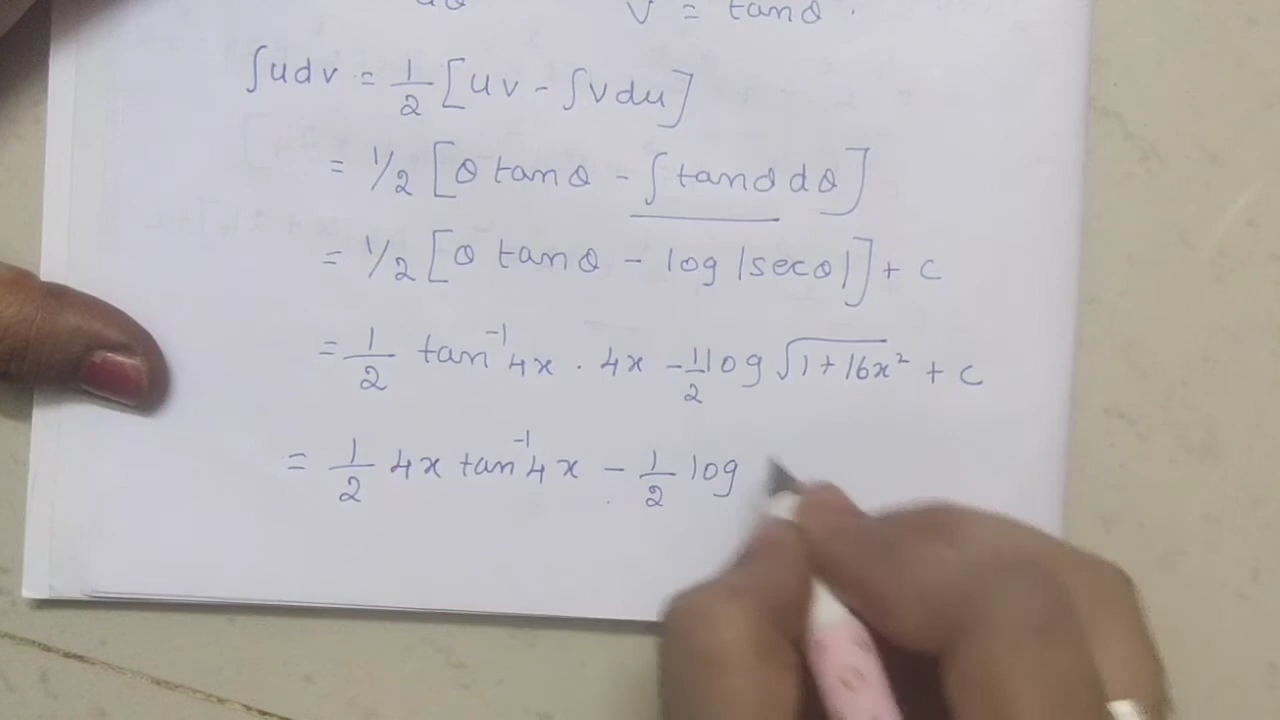 dθ V = tanθ.
∫udv = 1/2 [uv - ∫vdu]
= 1/2 [θ tanθ - ∫tanθ dθ]
= 1/2 [θ tanθ - log |secθ|] + c
= 1/2 tan⁻¹4x . 4x - 1/2 log √1+16x² + c
= 1/2 4x tan⁻¹4x - 1/2 log